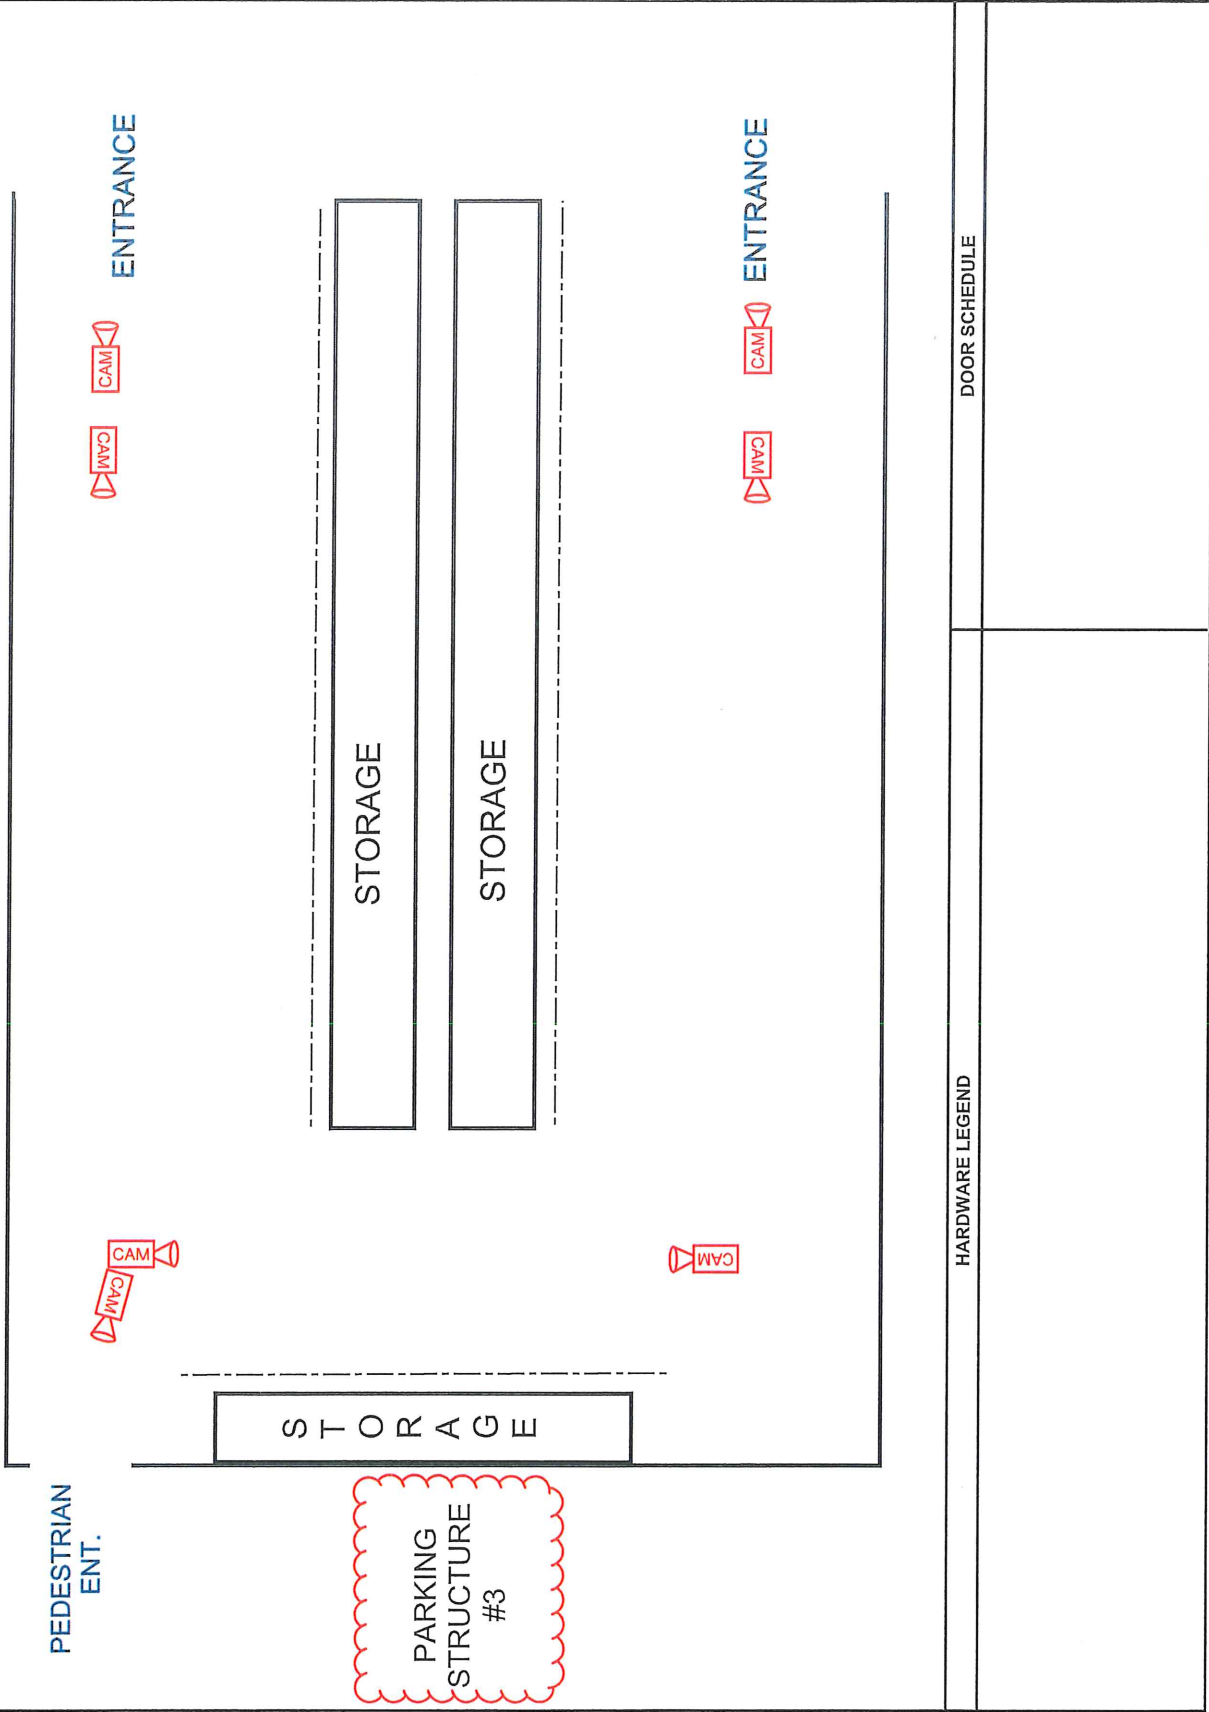 PEDESTRIAN
ENT.
PARKING
STRUCTURE
#3
STORAGE
CAM
CAM
CAM
CAM
ENTRANCE
STORAGE
STORAGE
CAM
CAM
CAM
ENTRANCE
HARDWARE LEGEND
DOOR SCHEDULE